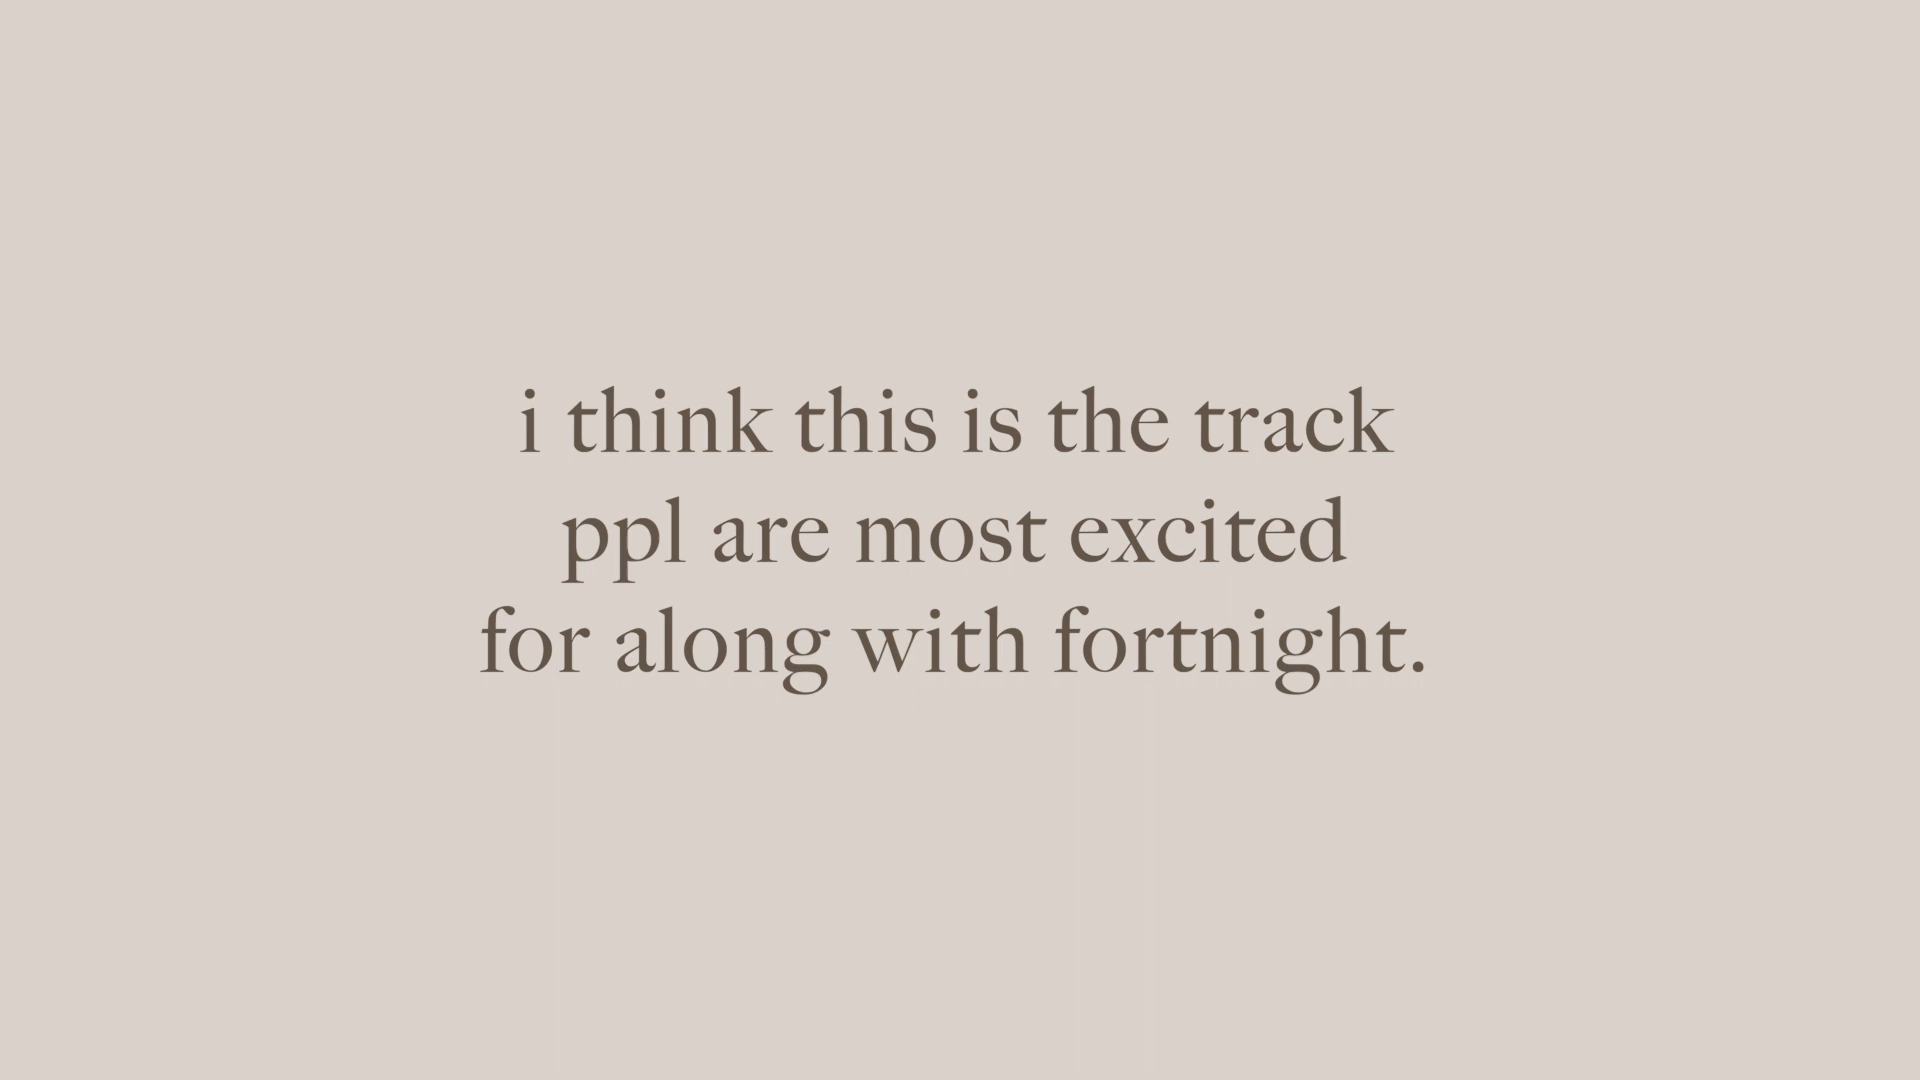 i think this is the track
ppl are most excited
for along with fortnight.